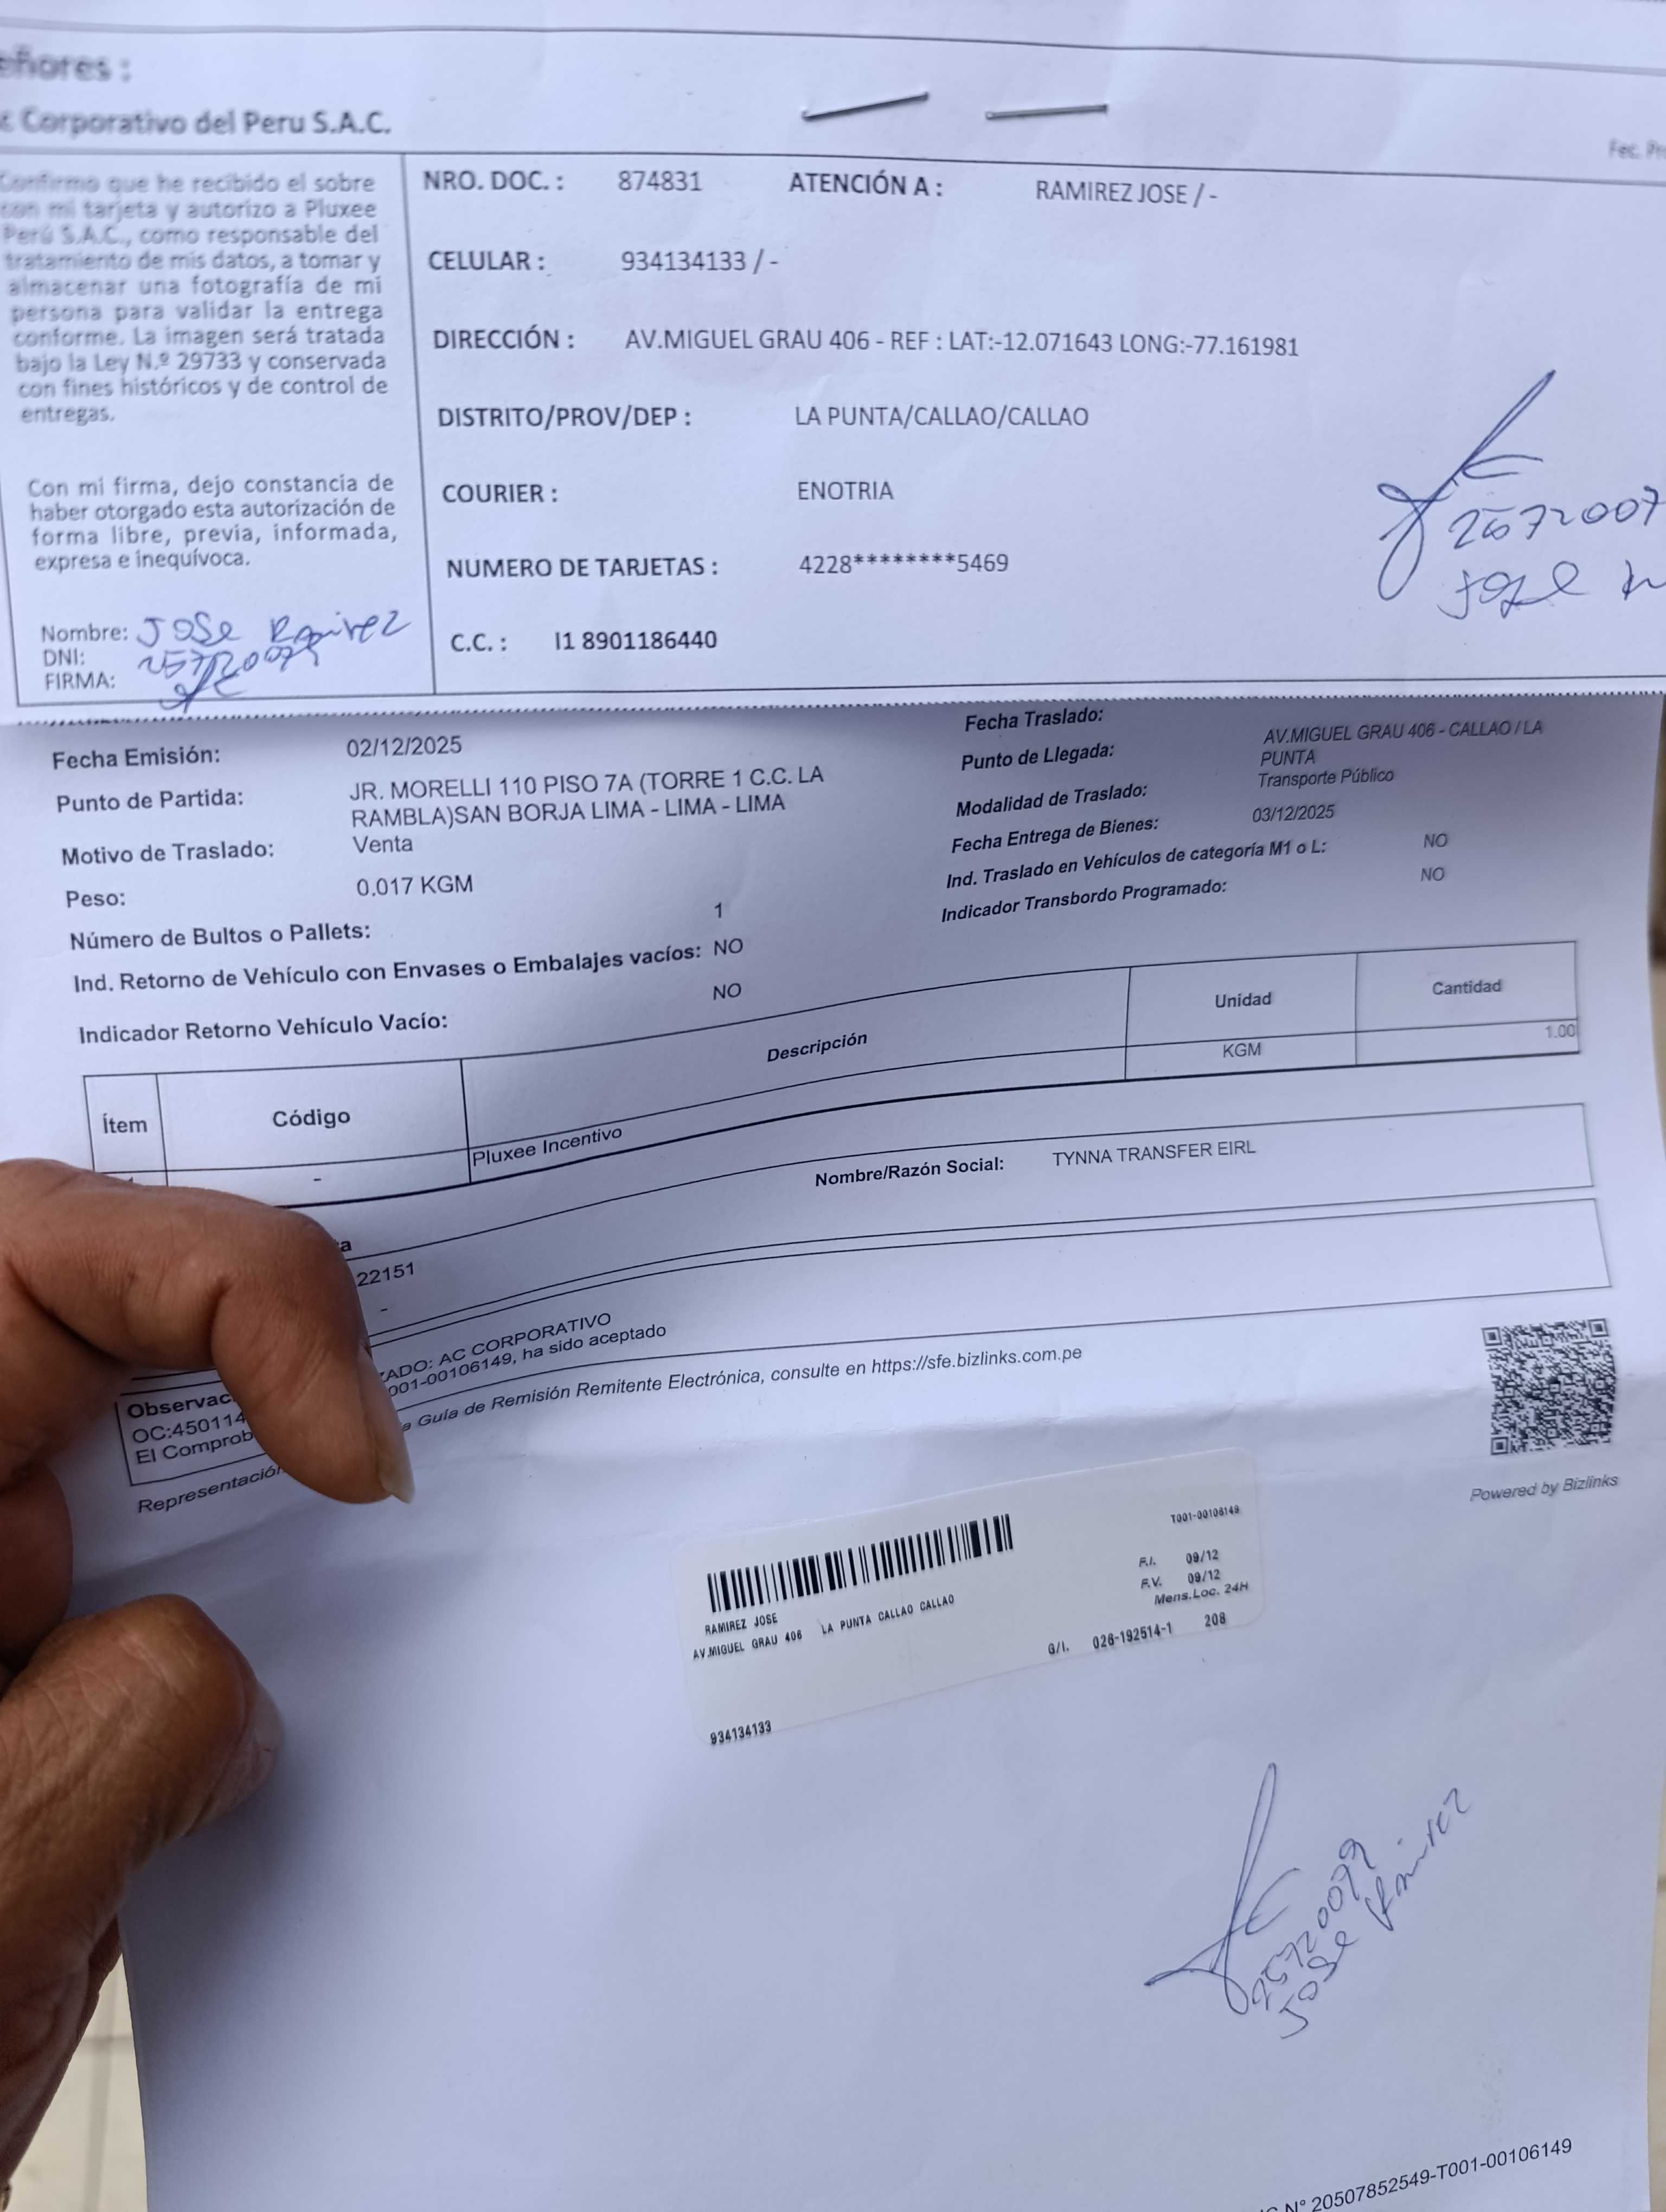 eñores :
Corporativo del Peru S.A.C.
Fec.
Confirmo que he recibido el sobre
con mi tarjeta y autorizo a Pluxee
Perú S.A.C., como responsable del
tratamiento de mis datos, a tomar y
almacenar una fotografía de mi
persona para validar la entrega
conforme. La imagen será tratada
bajo la Ley N.º 29733 y conservada
con fines históricos y de control de
entregas.
Con mi firma, dejo constancia de
haber otorgado esta autorización de
forma libre, previa, informada,
expresa e inequívoca.
Nombre: JOSE Ramirez
DNI:
FIRMA:
NRO. DOC. : 874831 ATENCIÓN A : RAMIREZ JOSE / -
CELULAR : 934134133 / -
DIRECCIÓN : AV.MIGUEL GRAU 406 - REF : LAT:-12.071643 LONG:-77.161981
DISTRITO/PROV/DEP : LA PUNTA/CALLAO/CALLAO
COURIER : ENOTRIA
NUMERO DE TARJETAS : 4228********5469
C.C. : I1 8901186440
JOSE
Fecha Emisión: 02/12/2025
Punto de Partida: JR. MORELLI 110 PISO 7A (TORRE 1 C.C. LA
RAMBLA)SAN BORJA LIMA - LIMA - LIMA
Motivo de Traslado: Venta
Peso: 0.017 KGM
Número de Bultos o Pallets: 1
Ind. Retorno de Vehículo con Envases o Embalajes vacíos: NO
Indicador Retorno Vehículo Vacío: NO
Fecha Traslado:
Punto de Llegada: AV.MIGUEL GRAU 406 - CALLAO / LA
PUNTA
Modalidad de Traslado: Transporte Público
Fecha Entrega de Bienes: 03/12/2025
Ind. Traslado en Vehículos de categoría M1 o L: NO
Indicador Transbordo Programado: NO
Ítem Código Descripción Unidad Cantidad
- Pluxee Incentivo KGM 1.00
a
22151
-
Nombre/Razón Social: TYNNA TRANSFER EIRL
Observac
OC:450114 ADO: AC CORPORATIVO
El Comprob 001-00106149, ha sido aceptado
Representació a Guía de Remisión Remitente Electrónica, consulte en https://sfe.bizlinks.com.pe
Powered by Bizlinks
T001-00106149
F.I. 09/12
F.V. 09/12
Mens.Loc. 24H
RAMIREZ JOSE
AV.MIGUEL GRAU 406 LA PUNTA CALLAO CALLAO
G/I. 026-192514-1 208
934134133
25720099
JOSE Ramirez
N° 20507852549-T001-00106149